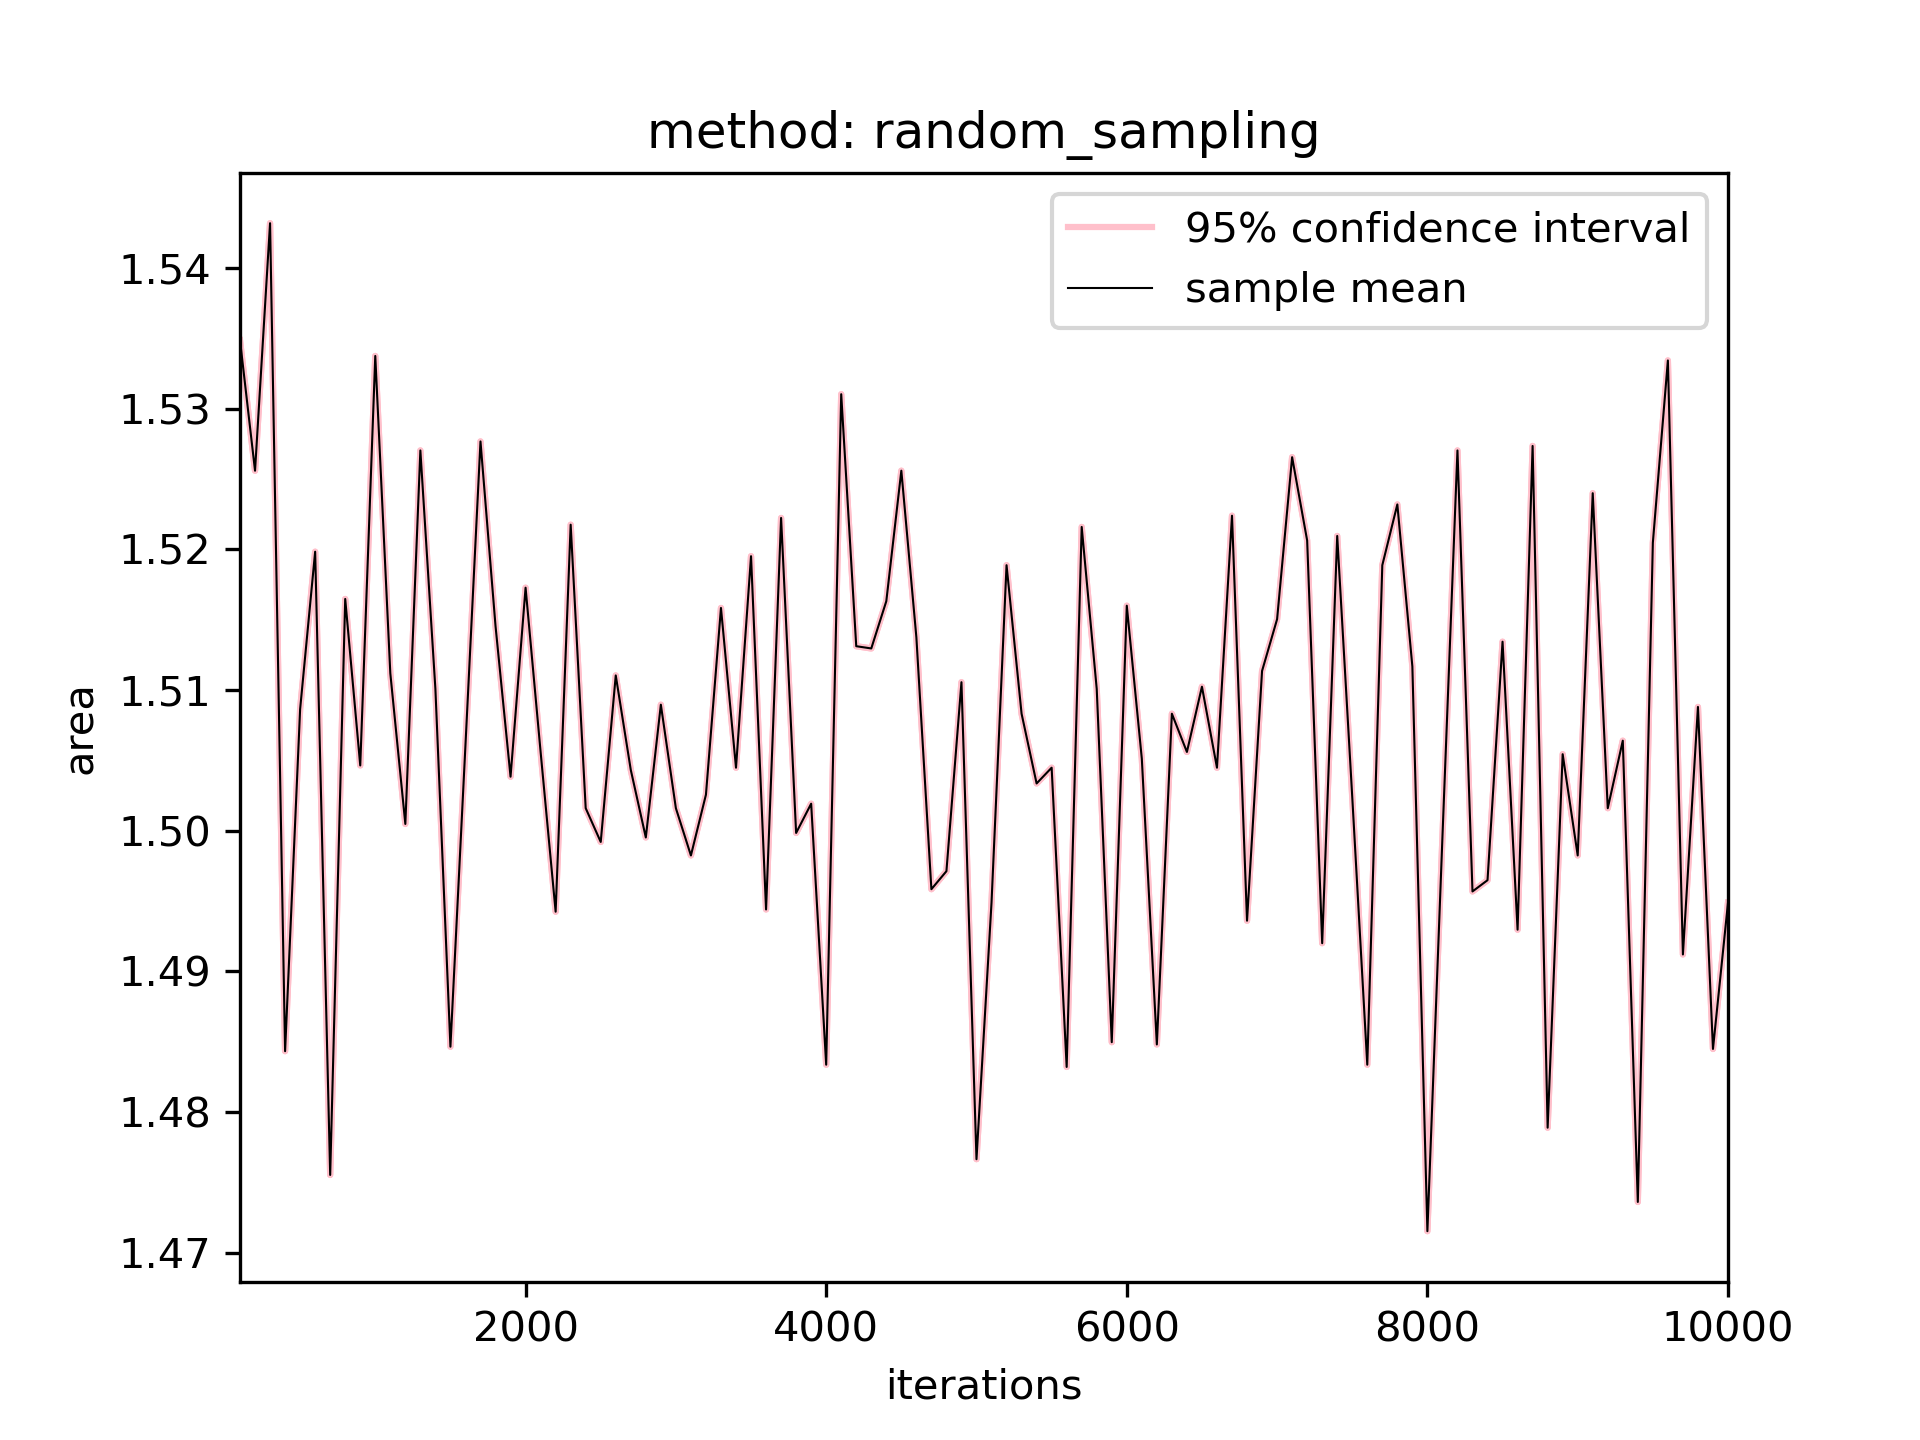 method: random_sampling
95% confidence interval
sample mean
1.54
1.53
1.52
1.51
1.50
1.49
1.48
1.47
area
2000
4000
6000
8000
10000
iterations